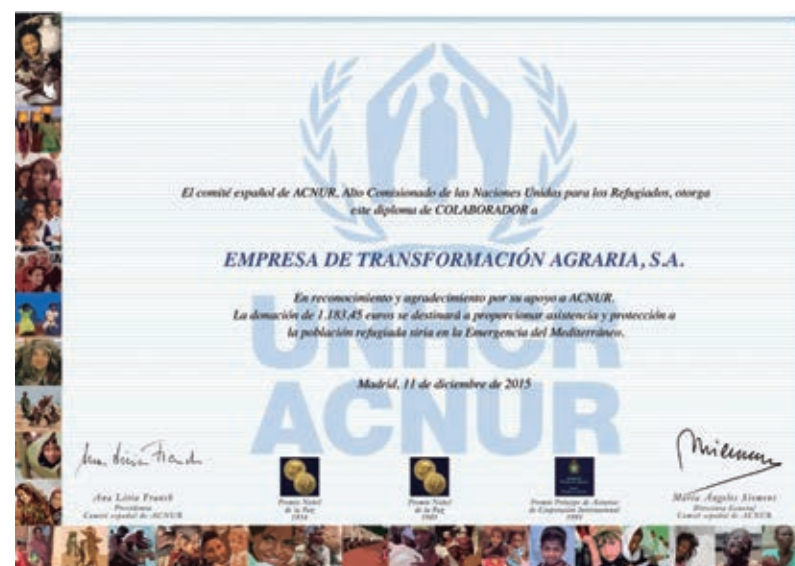 El comité español de ACNUR, Alto Comisionado de las Naciones Unidas para los Refugiados, otorga
este diploma de COLABORADOR a
EMPRESA DE TRANSFORMACIÓN AGRARIA, S.A.
En reconocimiento y agradecimiento por su apoyo a ACNUR.
La donación de 1.183,45 euros se destinará a proporcionar asistencia y protección a
la población refugiada siria en la Emergencia del Mediterráneo.
UNHCR
Madrid, 11 de diciembre de 2015
ACNUR
Ana Liria Franch
Presidenta
Comité español de ACNUR
Premio Nobel
de la Paz
1954
Premio Nobel
de la Paz
1981
Premio Príncipe de Asturias
de Cooperación Internacional
1991
María Ángeles Siemens
Directora General
Comité español de ACNUR